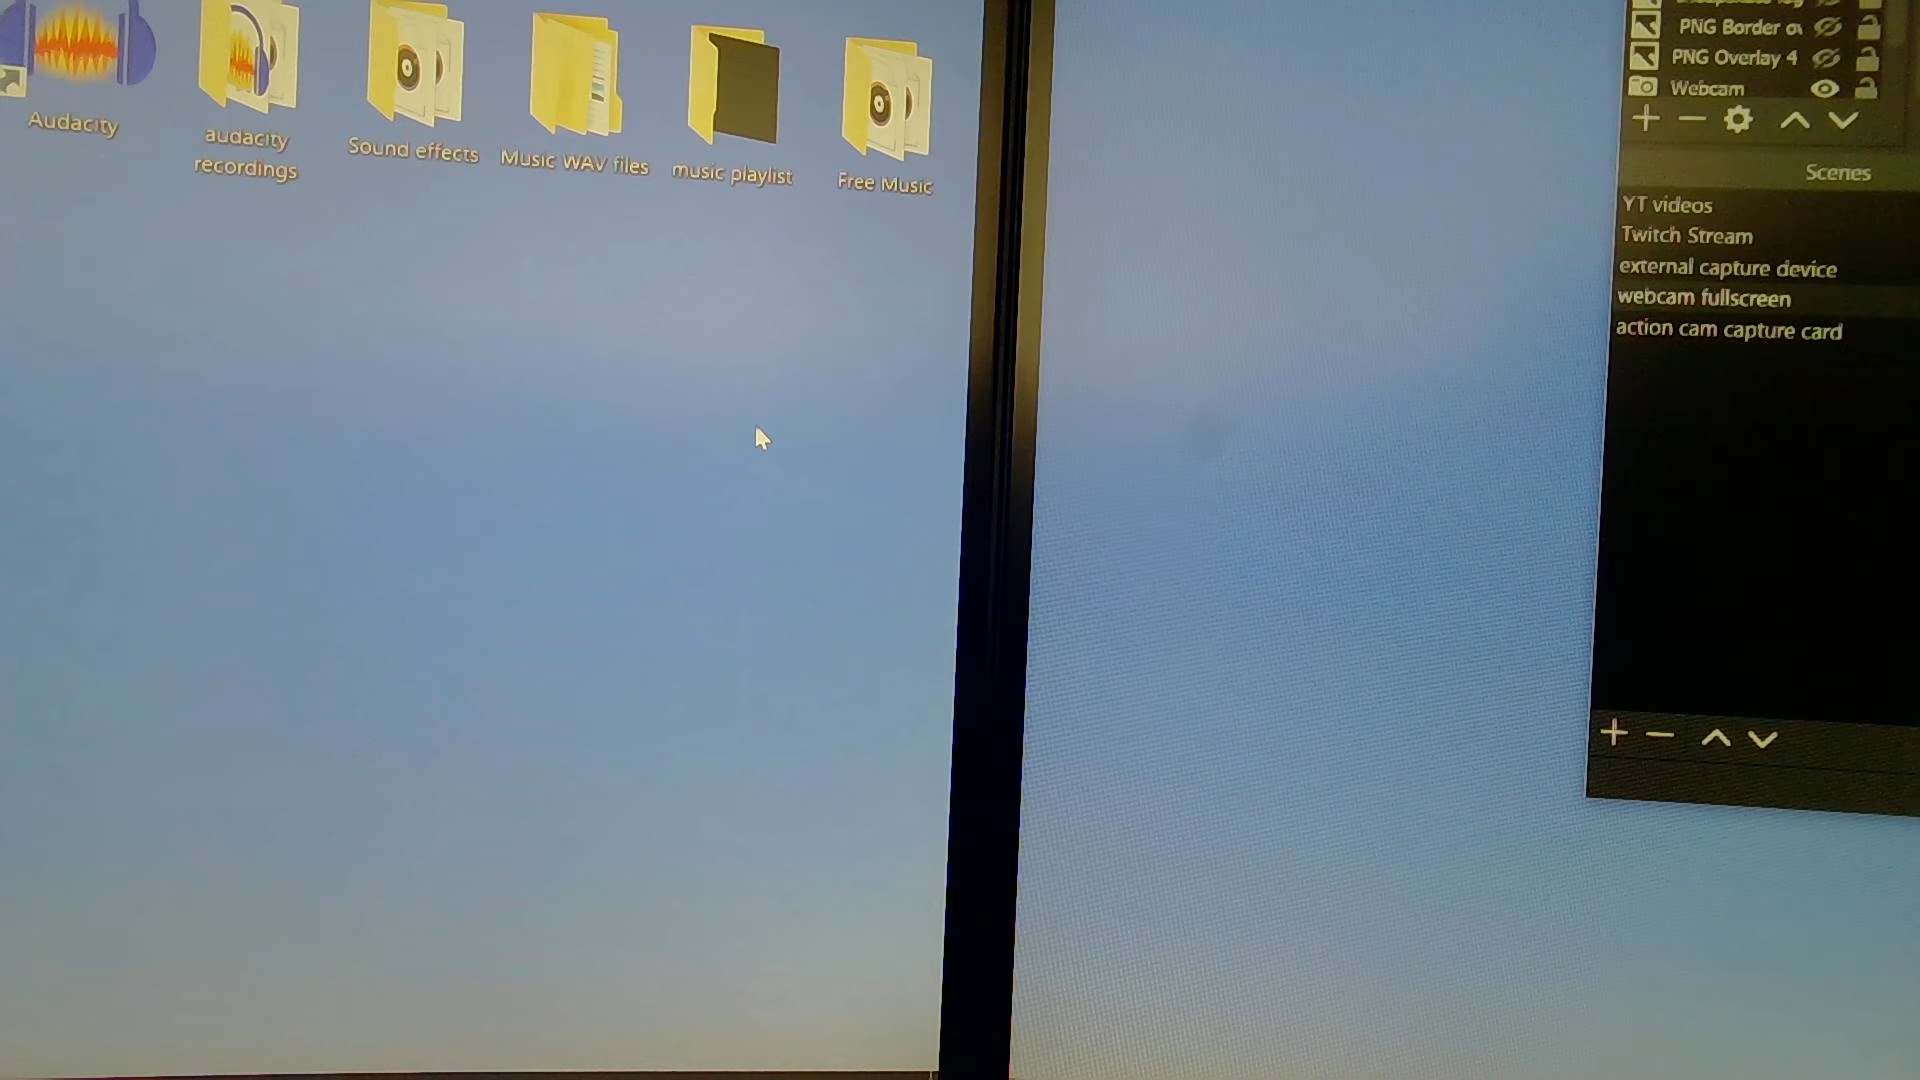 Audacity
audacity
recordings
Sound effects
Music WAV files
music playlist
Free Music
PNG Border
PNG Overlay 4
Webcam
Scenes
YT videos
Twitch Stream
external capture device
webcam fullscreen
action cam capture card